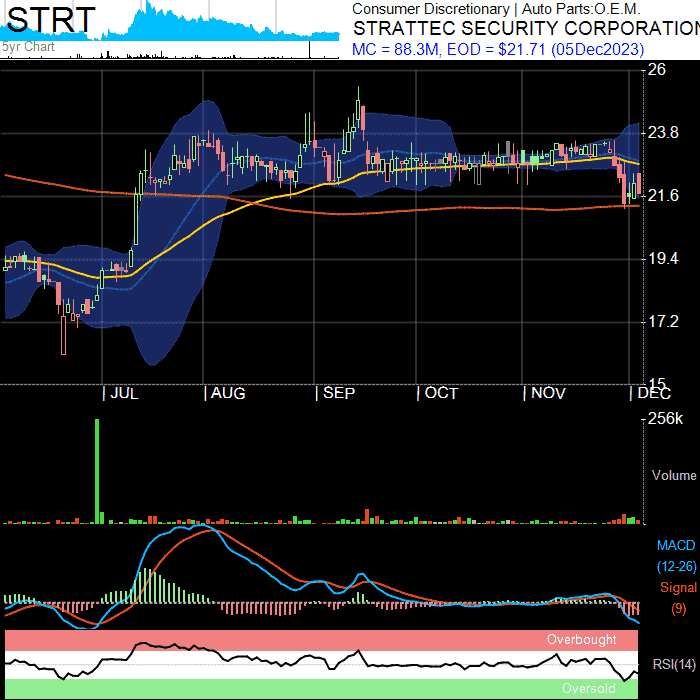 STRT
5yr Chart
Consumer Discretionary | Auto Parts:O.E.M.
STRATTEC SECURITY CORPORATION
MC = 88.3M, EOD = $21.71 (05Dec2023)
26
23.8
21.6
19.4
17.2
15
| JUL | AUG | SEP | OCT | NOV | DEC
256k
Volume
MACD
(12-26)
Signal
(9)
Overbought
RSI(14)
Oversold